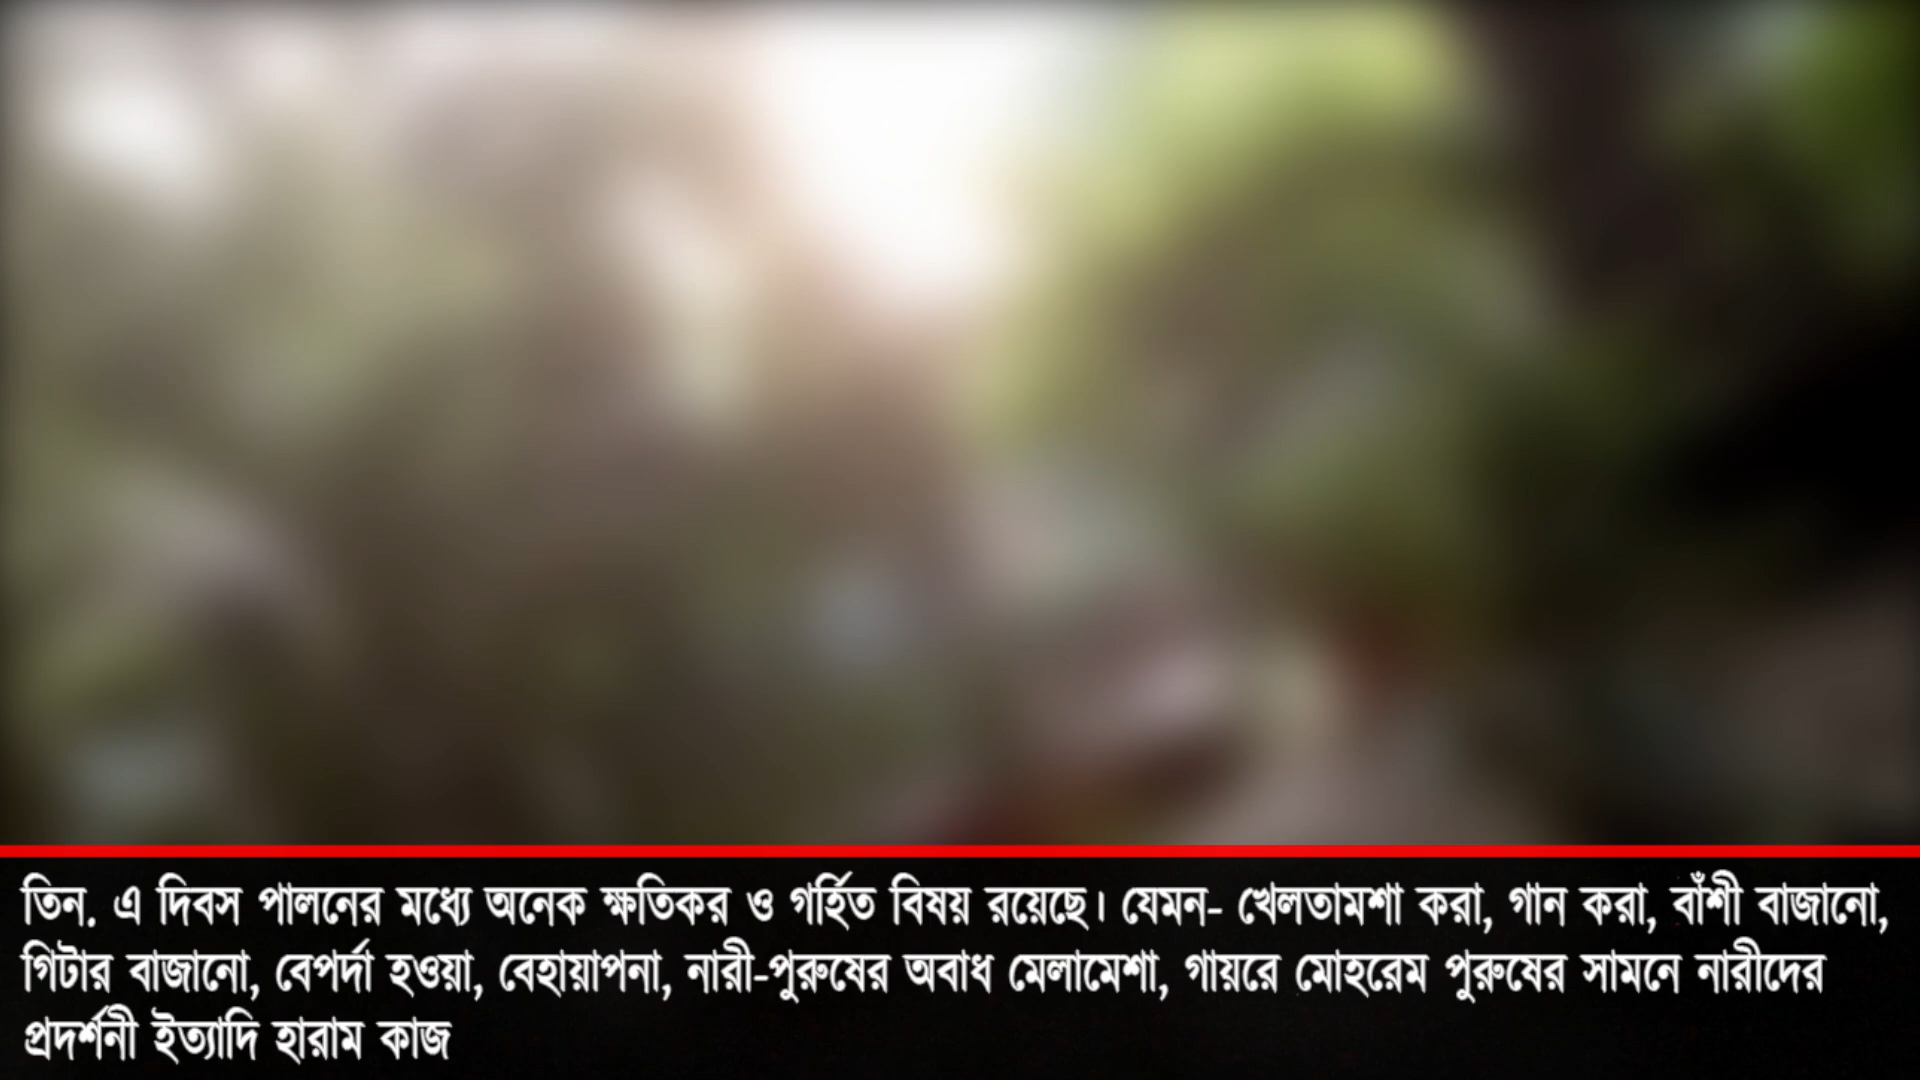 তিন. এ দিবস পালনের মধ্যে অনেক ক্ষতিকর ও গর্হিত বিষয় রয়েছে। যেমন- খেলতামশা করা, গান করা, বাঁশী বাজানো,
গিটার বাজানো, বেপর্দা হওয়া, বেহায়াপনা, নারী-পুরুষের অবাধ মেলামেশা, গায়রে মোহরেম পুরুষের সামনে নারীদের
প্রদর্শনী ইত্যাদি হারাম কাজ